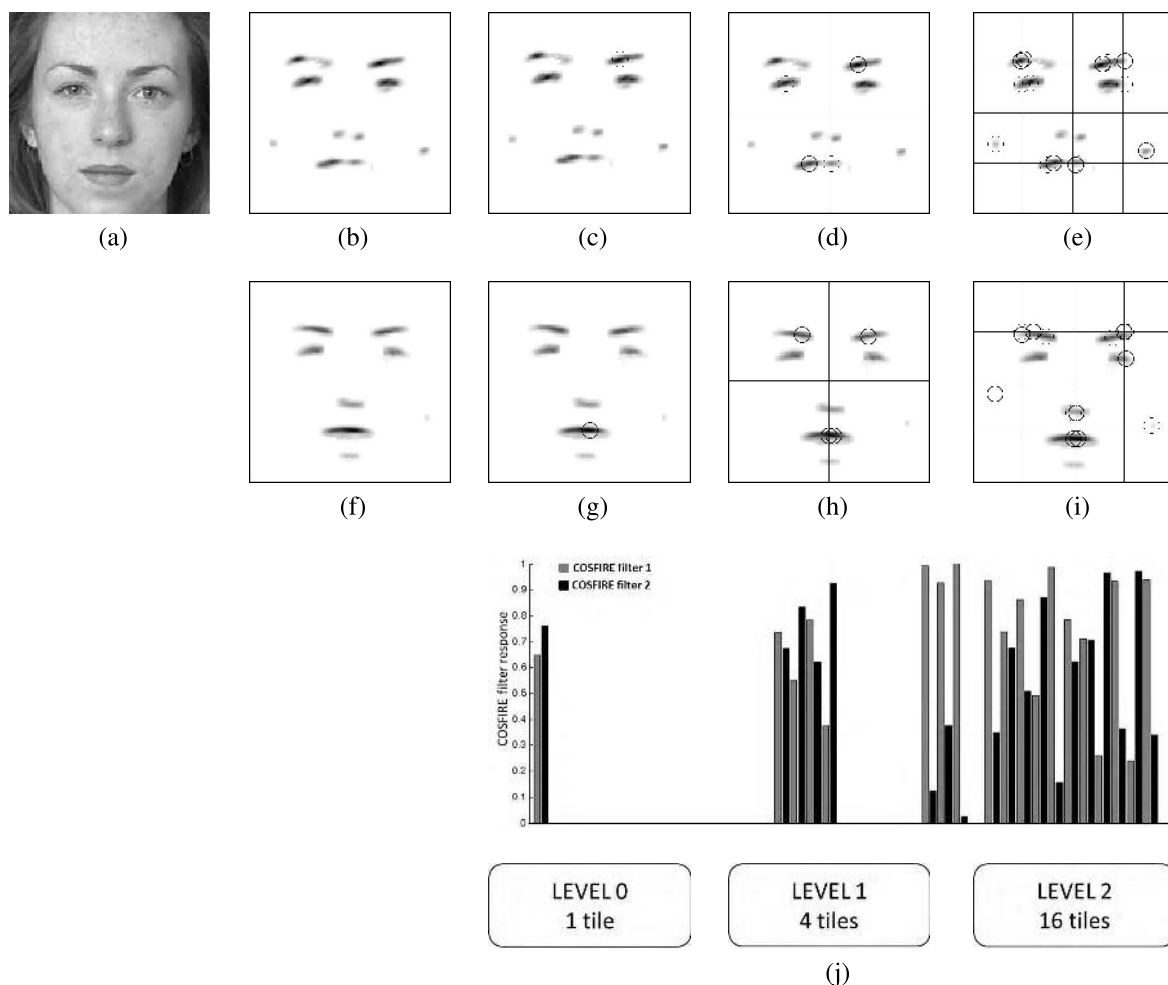 (a)
(b)
(c)
(d)
(e)
(f)
(g)
(h)
(i)
1
0.9
0.8
0.7
0.6
0.5
0.4
0.3
0.2
0.1
0
COSFIRE filter response
COSFIRE filter 1
COSFIRE filter 2
LEVEL 0
1 tile
LEVEL 1
4 tiles
LEVEL 2
16 tiles
(j)